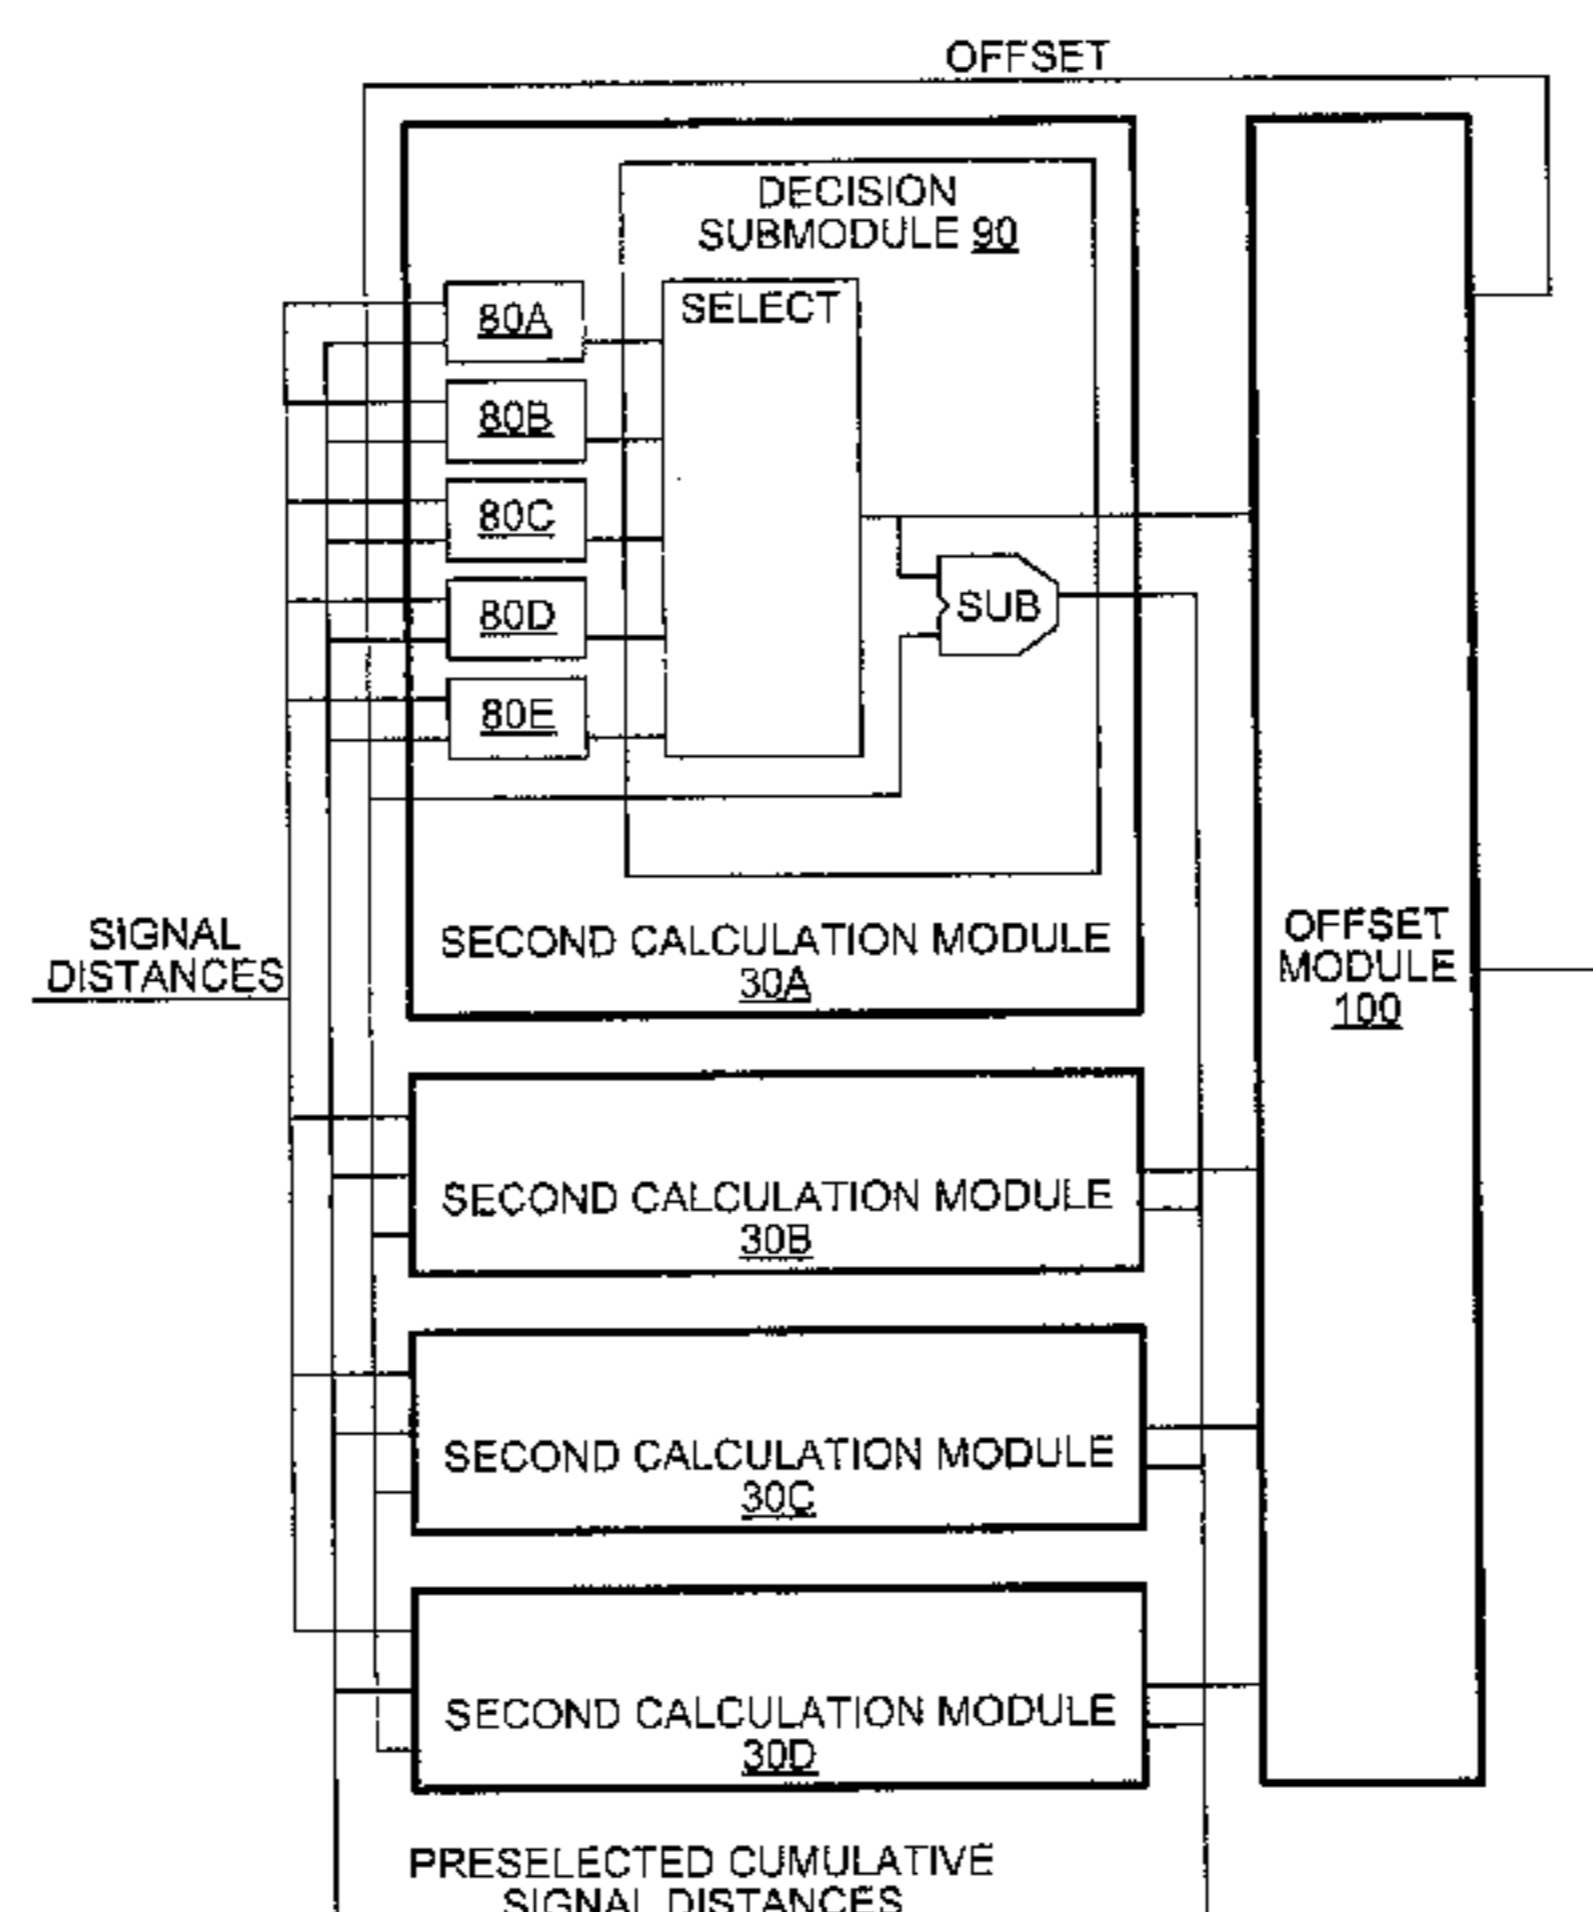 OFFSET
DECISION
SUBMODULE 90
SELECT
80A
80B
80C
80D
80E
SUB
SIGNAL
DISTANCES
SECOND CALCULATION MODULE
30A
OFFSET
MODULE
100
SECOND CALCULATION MODULE
30B
SECOND CALCULATION MODULE
30C
SECOND CALCULATION MODULE
30D
PRESELECTED CUMULATIVE
SIGNAL DISTANCES